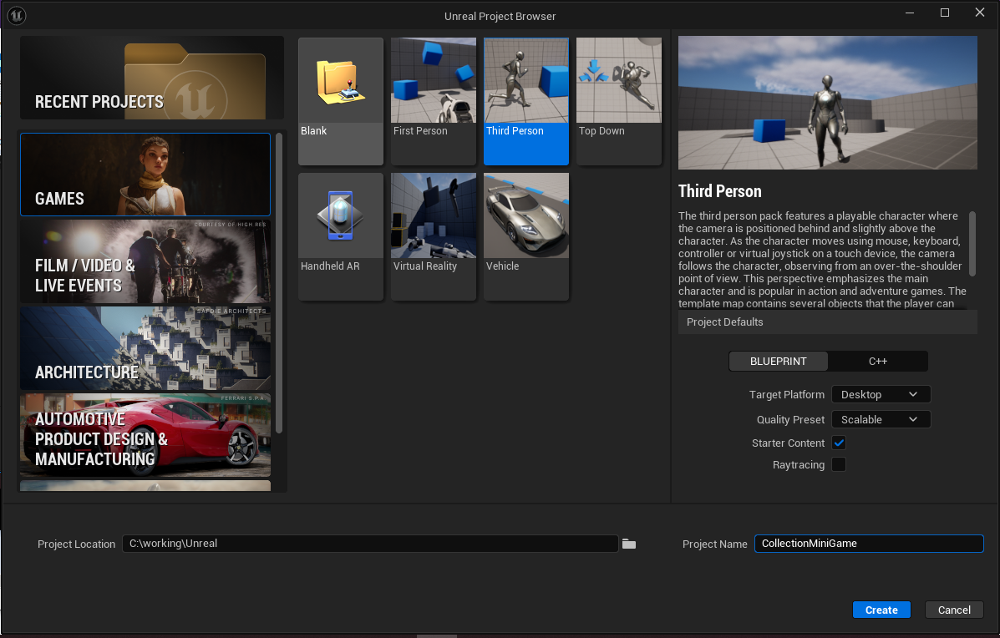 Unreal Project Browser
RECENT PROJECTS
GAMES
COURTESY OF HIGH RES
FILM / VIDEO &
LIVE EVENTS
SAFDIE ARCHITECTS
ARCHITECTURE
FERRARI S.P.A
AUTOMOTIVE
PRODUCT DESIGN &
MANUFACTURING
Blank
First Person
Third Person
Top Down
Handheld AR
Virtual Reality
Vehicle
Third Person
The third person pack features a playable character where
the camera is positioned behind and slightly above the
character. As the character moves using mouse, keyboard,
controller or virtual joystick on a touch device, the camera
follows the character, observing from an over-the-shoulder
point of view. This perspective emphasizes the main
character and is popular in action and adventure games. The
template map contains several objects that the player can
Project Defaults
BLUEPRINT
C++
Target Platform
Desktop
Quality Preset
Scalable
Starter Content
Raytracing
Project Location
C:\working\Unreal
Project Name
CollectionMiniGame
Create
Cancel